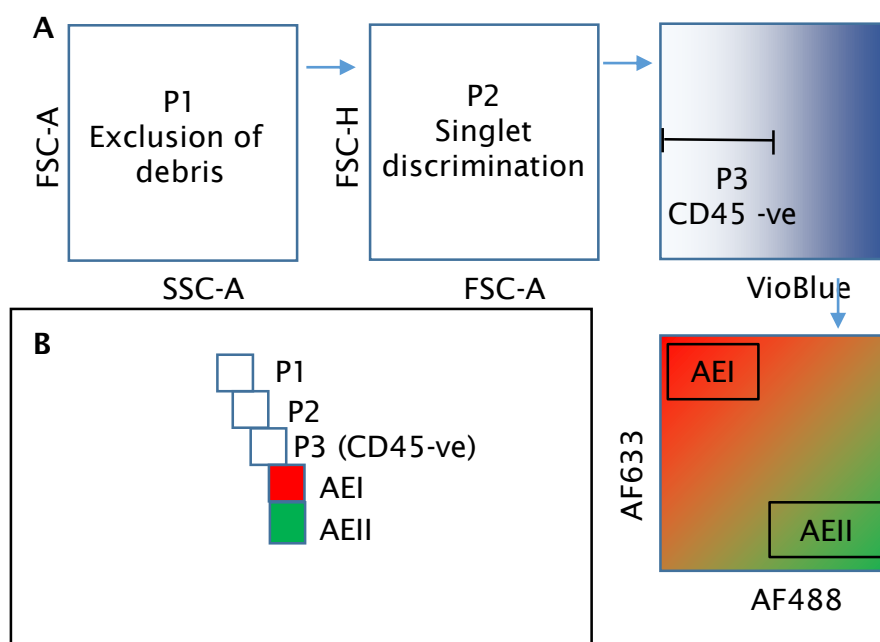 A
FSC-A
P1
Exclusion of
debris
SSC-A
FSC-H
P2
Singlet
discrimination
FSC-A
P3
CD45 -ve
VioBlue
B
P1
P2
P3 (CD45-ve)
AEI
AEII
AF633
AEI
AEII
AF488